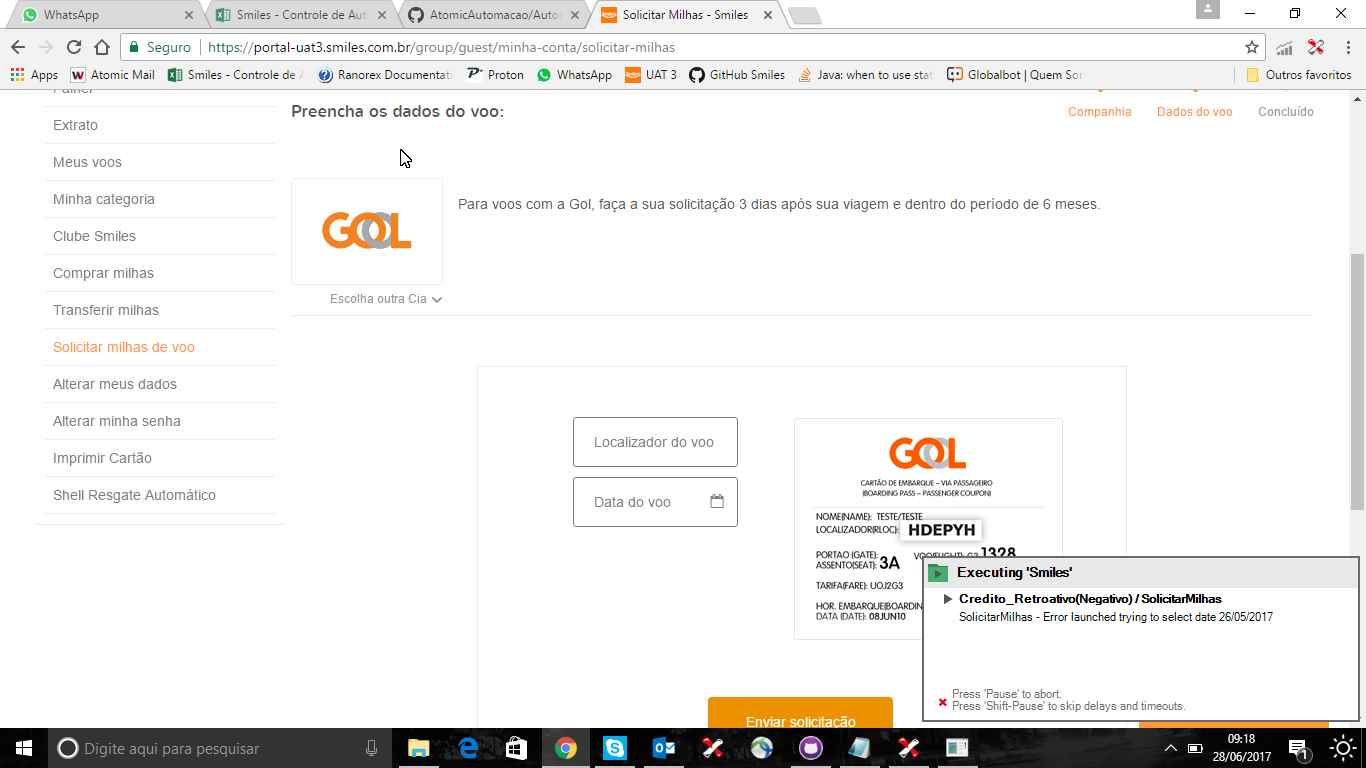 WhatsApp
Smiles - Controle de Aut
AtomicAutomacao/Auto
Solicitar Milhas - Smiles
Seguro
https://portal-uat3.smiles.com.br/group/guest/minha-conta/solicitar-milhas
Apps
Atomic Mail
Smiles - Controle de A
Ranorex Documentati
Proton
WhatsApp
UAT 3
GitHub Smiles
Java: when to use stat
Globalbot | Quem Son
Outros favoritos
Painel
Extrato
Meus voos
Minha categoria
Clube Smiles
Comprar milhas
Transferir milhas
Solicitar milhas de voo
Alterar meus dados
Alterar minha senha
Imprimir Cartão
Shell Resgate Automático
Preencha os dados do voo:
Companhia
Dados do voo
Concluído
GOL
Para voos com a Gol, faça a sua solicitação 3 dias após sua viagem e dentro do período de 6 meses.
Escolha outra Cia
Localizador do voo
Data do voo
GOL
CARTÃO DE EMBARQUE – VIA PASSAGEIRO
(BOARDING PASS – PASSENGER COUPON)
NOME(NAME): TESTE/TESTE
LOCALIZADOR(RLOC): HDEPYH
PORTAO (GATE):
VOO(FLIGHT): G3 1328
ASSENTO(SEAT): 3A
TARIFA(FARE): UOJ2G3
HOR. EMBARQUE(BOARDIN
DATA (DATE): 08JUN10
Enviar solicitação
Executing 'Smiles'
Credito_Retroativo(Negativo) / SolicitarMilhas
SolicitarMilhas - Error launched trying to select date 26/05/2017
Press 'Pause' to abort.
Press 'Shift-Pause' to skip delays and timeouts.
Digite aqui para pesquisar
09:18
28/06/2017
1